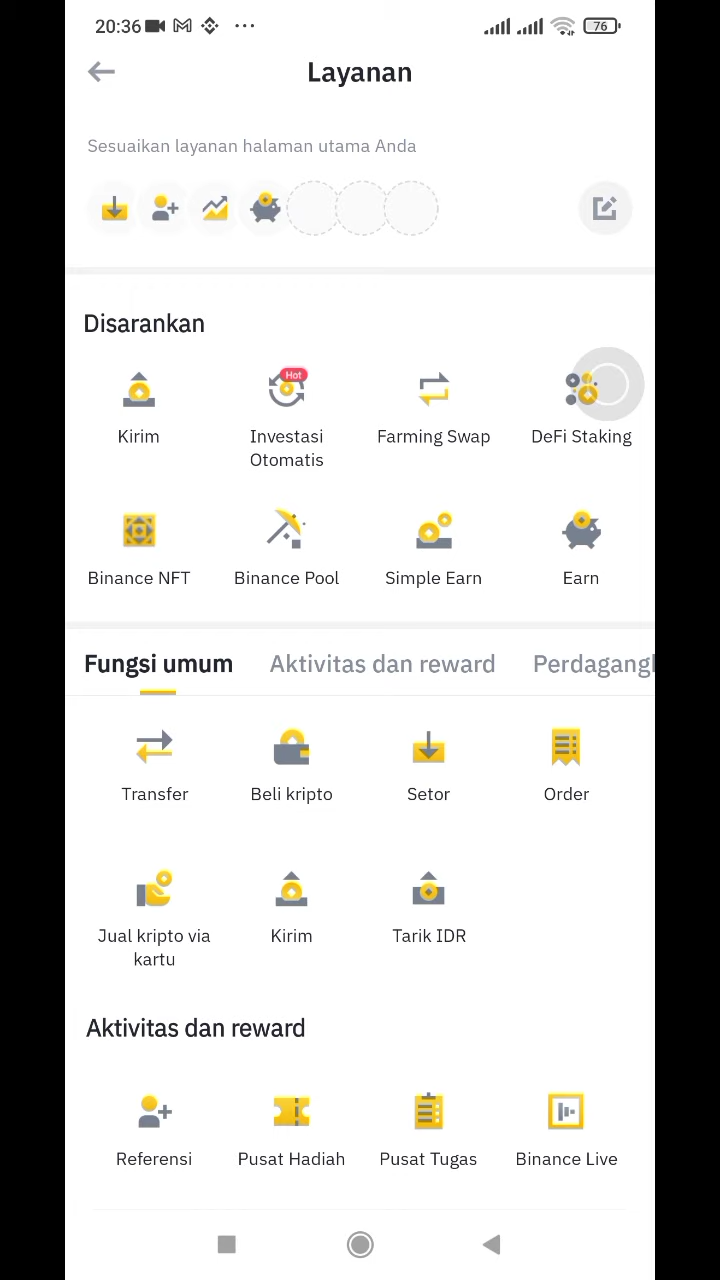 20:36 76
Layanan
Sesuaikan layanan halaman utama Anda
Disarankan
Hot
Kirim Investasi Otomatis Farming Swap DeFi Staking
Binance NFT Binance Pool Simple Earn Earn
Fungsi umum Aktivitas dan reward Perdagang
Transfer Beli kripto Setor Order
Jual kripto via kartu Kirim Tarik IDR
Aktivitas dan reward
Referensi Pusat Hadiah Pusat Tugas Binance Live